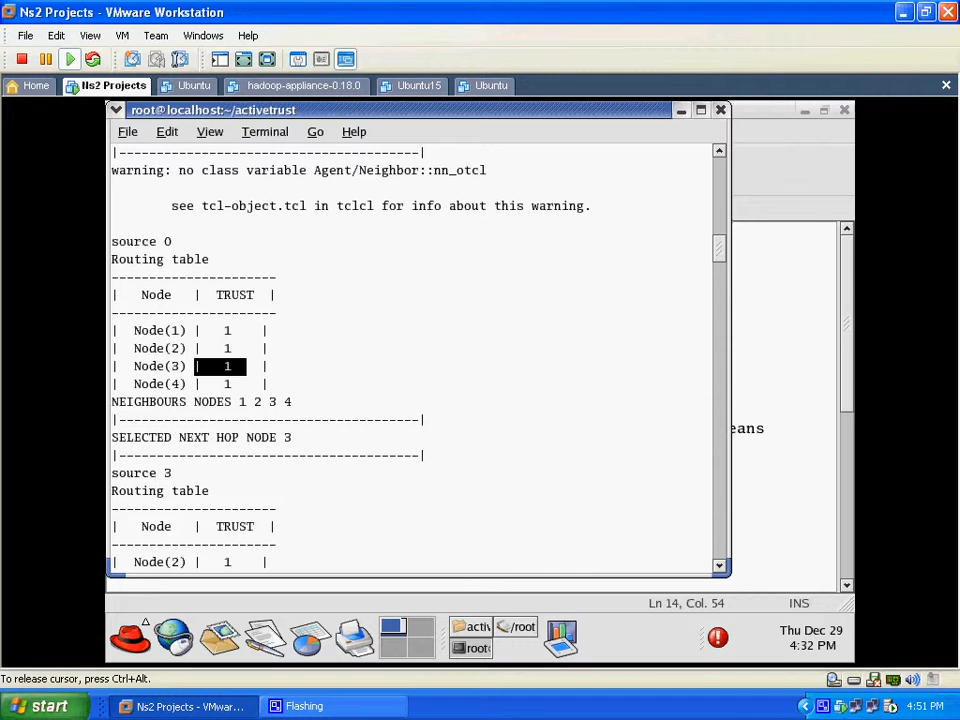 Ns2 Projects - VMware Workstation
File Edit View VM Team Windows Help
Home Ns2 Projects Ubuntu hadoop-appliance-0.18.0 Ubuntu15 Ubuntu
root@localhost:~/activetrust
File Edit View Terminal Go Help
|---------------------------------------|
warning: no class variable Agent/Neighbor::nn_otcl
see tcl-object.tcl in tclcl for info about this warning.
source 0
Routing table
----------------------
| Node | TRUST |
----------------------
| Node(1) | 1 |
| Node(2) | 1 |
| Node(3) | 1 |
| Node(4) | 1 |
NEIGHBOURS NODES 1 2 3 4
|---------------------------------------|
SELECTED NEXT HOP NODE 3
|---------------------------------------|
source 3
Routing table
----------------------
| Node | TRUST |
----------------------
| Node(2) | 1 |
eans
Ln 14, Col. 54 INS
activ /root
root
Thu Dec 29
4:32 PM
To release cursor, press Ctrl+Alt.
start Ns2 Projects - VMwar... Flashing 4:51 PM